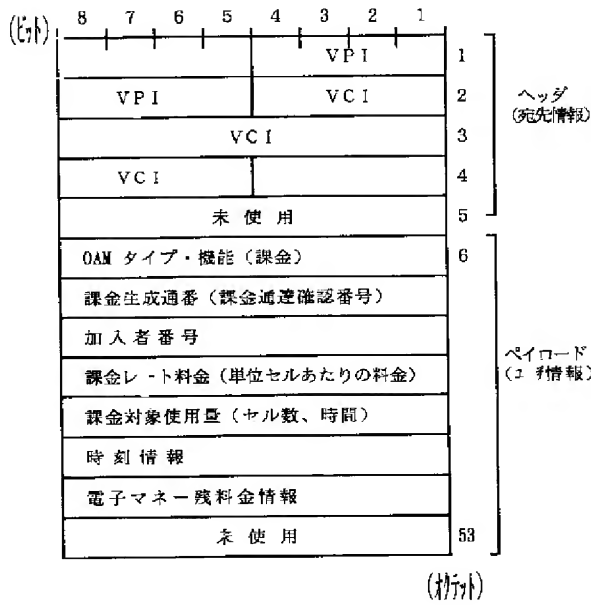 (ビット) 8 7 6 5 4 3 2 1
VPI 1
VPI VCI 2
VCI 3
VCI 4
未使用 5
ヘッダ
(宛先情報)
OAM タイプ・機能(課金) 6
課金生成通番(課金通達確認番号)
加入者番号
課金レート料金(単位セルあたりの料金)
課金対象使用量(セル数、時間)
時刻情報
電子マネー残料金情報
未使用 53
ペイロード
(ユーザ情報)
(オクテット)